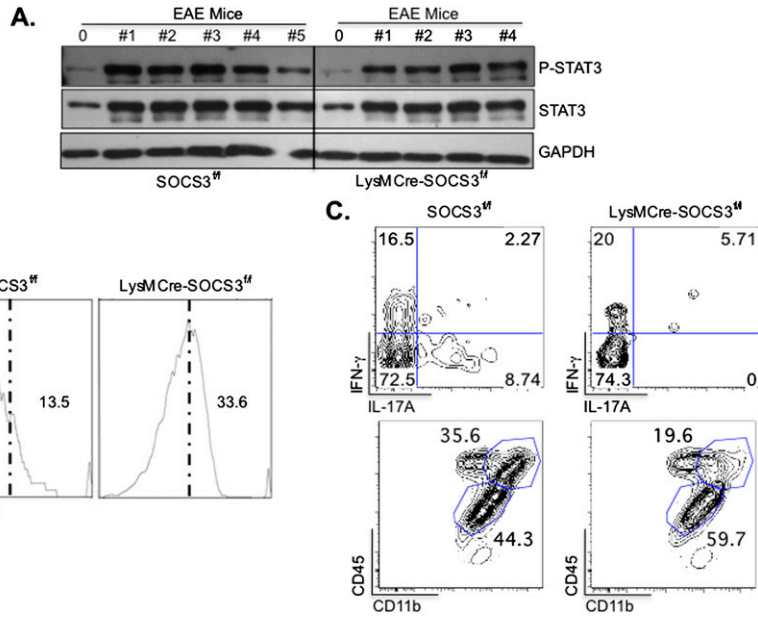 A.
EAE Mice EAE Mice
0 #1 #2 #3 #4 #5 0 #1 #2 #3 #4
P-STAT3
STAT3
GAPDH
SOCS3f/f LysMCre-SOCS3f/f
CS3f/f LysMCre-SOCS3f/f
13.5 33.6
C.
SOCS3f/f LysMCre-SOCS3f/f
16.5 2.27 20 5.71
72.5 8.74 74.3 0
IFN-γ IFN-γ
IL-17A IL-17A
35.6 19.6
44.3 59.7
CD45 CD45
CD11b CD11b